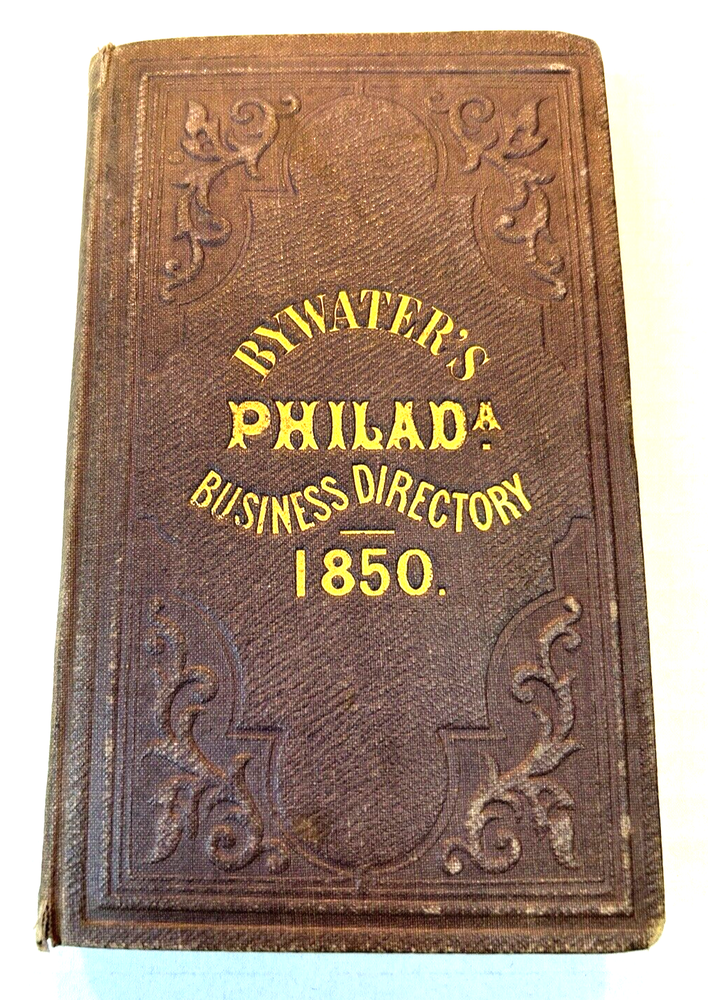 BYWATER'S
PHILADA.
BUSINESS DIRECTORY
1850.